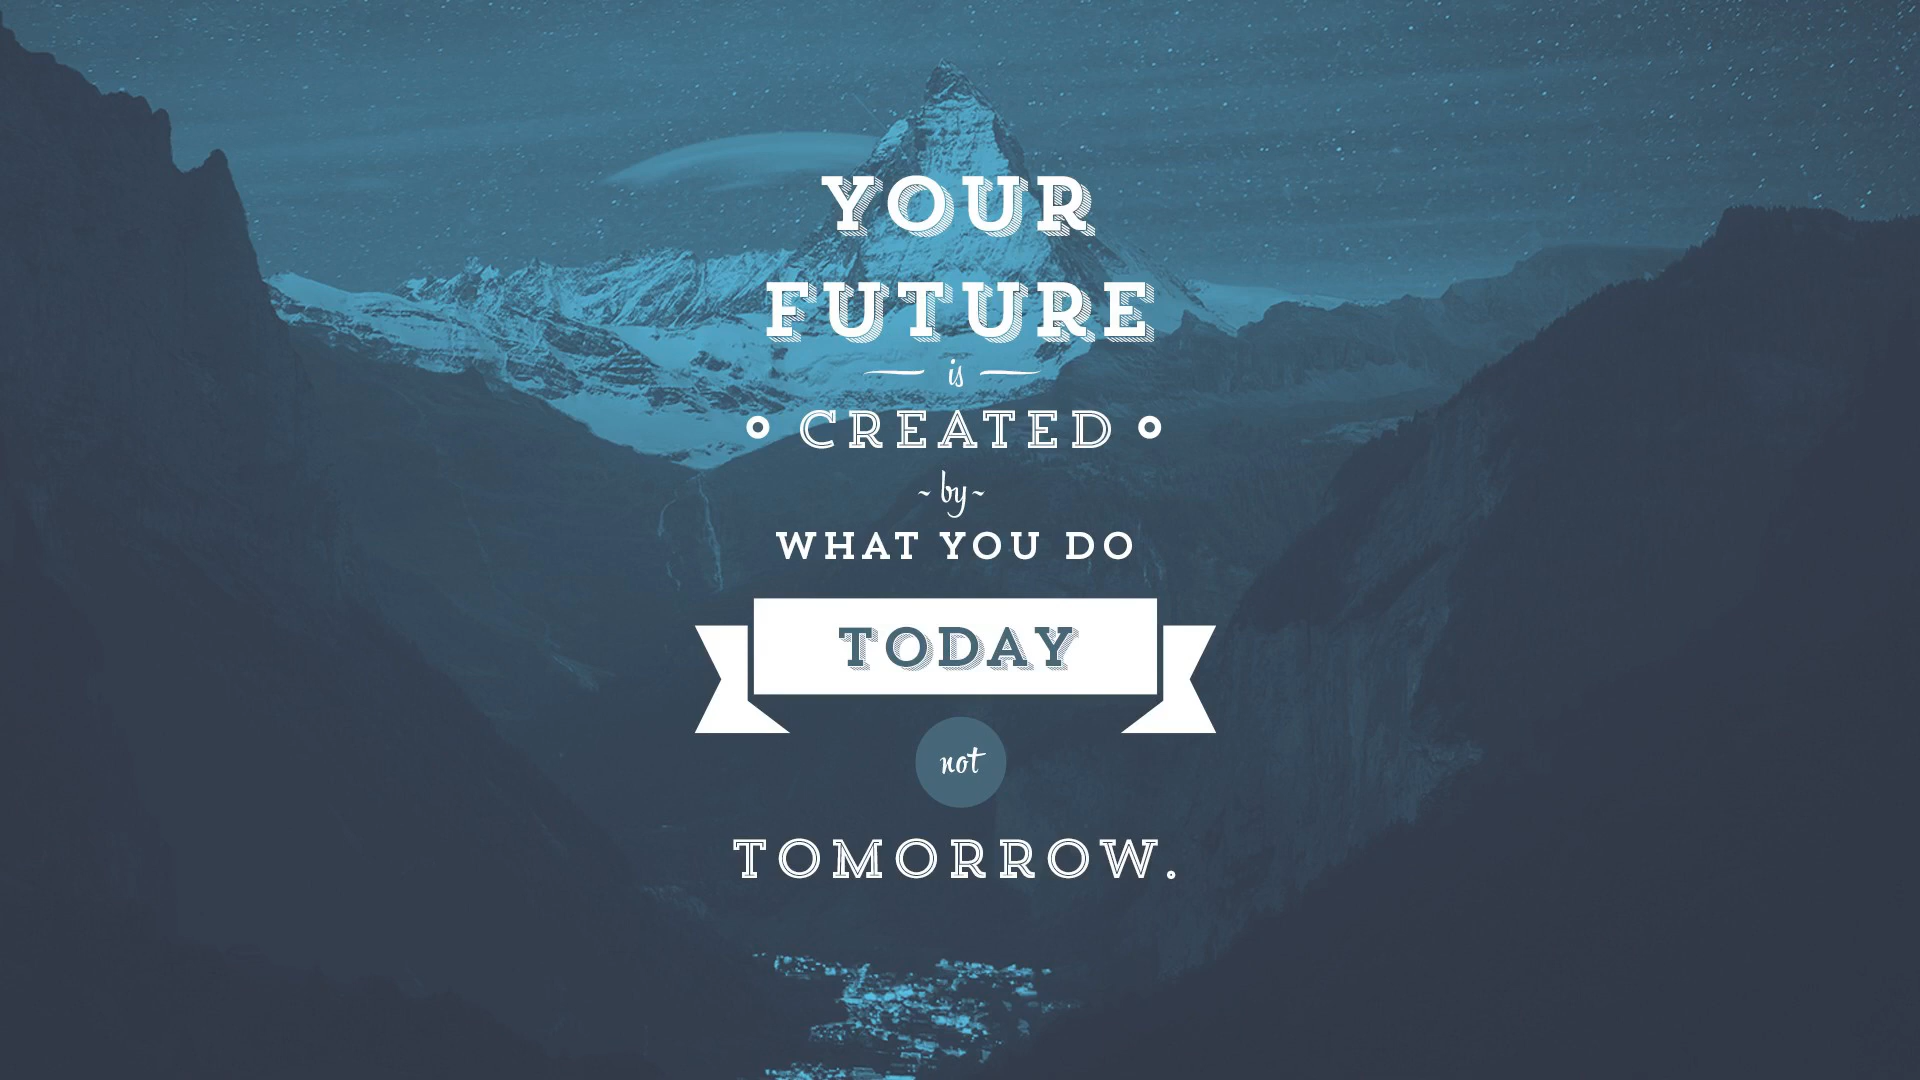 YOUR
FUTURE
is
CREATED
~ by ~
WHAT YOU DO
TODAY
not
TOMORROW.